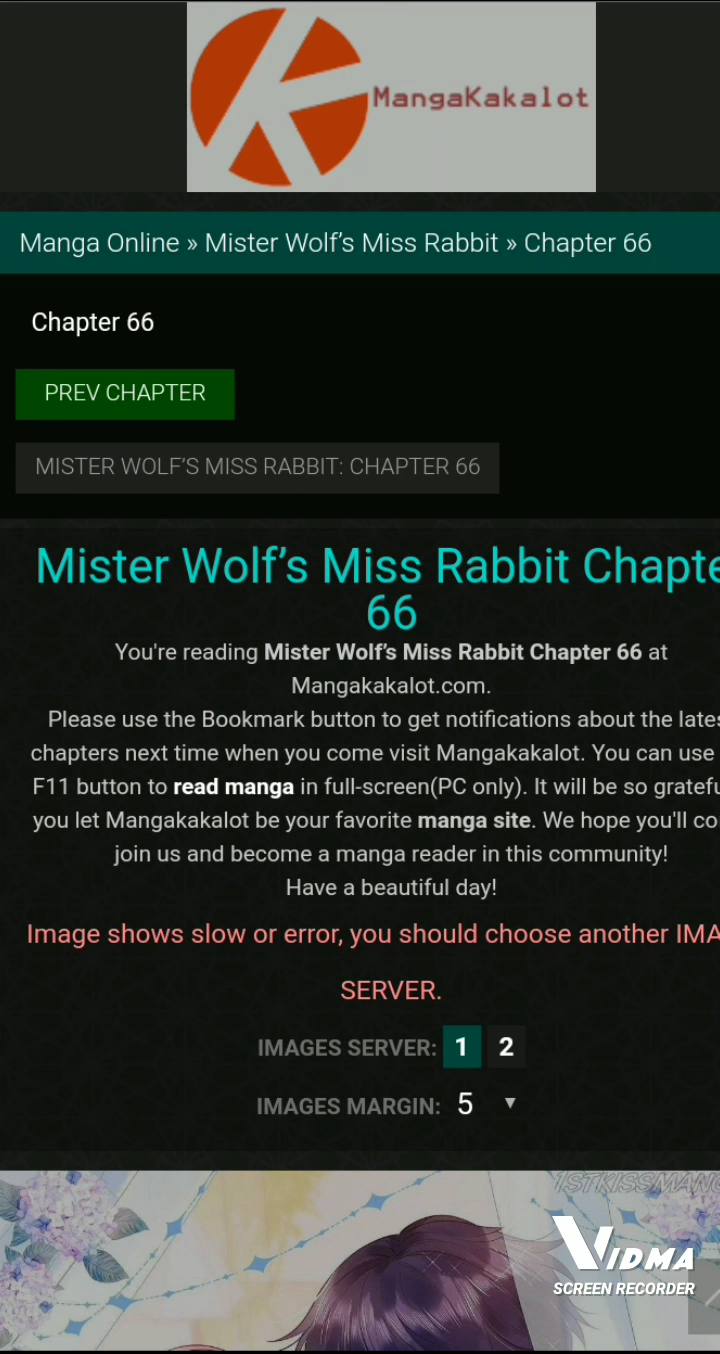 MangaKakalot
Manga Online » Mister Wolf’s Miss Rabbit » Chapter 66
Chapter 66
PREV CHAPTER
MISTER WOLF’S MISS RABBIT: CHAPTER 66
Mister Wolf’s Miss Rabbit Chapte
66
You're reading Mister Wolf’s Miss Rabbit Chapter 66 at
Mangakakalot.com.
Please use the Bookmark button to get notifications about the lates
chapters next time when you come visit Mangakakalot. You can use
F11 button to read manga in full-screen(PC only). It will be so gratefu
you let Mangakakalot be your favorite manga site. We hope you'll co
join us and become a manga reader in this community!
Have a beautiful day!
Image shows slow or error, you should choose another IMA
SERVER.
IMAGES SERVER: 1 2
IMAGES MARGIN: 5
1STKISSMANG
VIDMA
SCREEN RECORDER